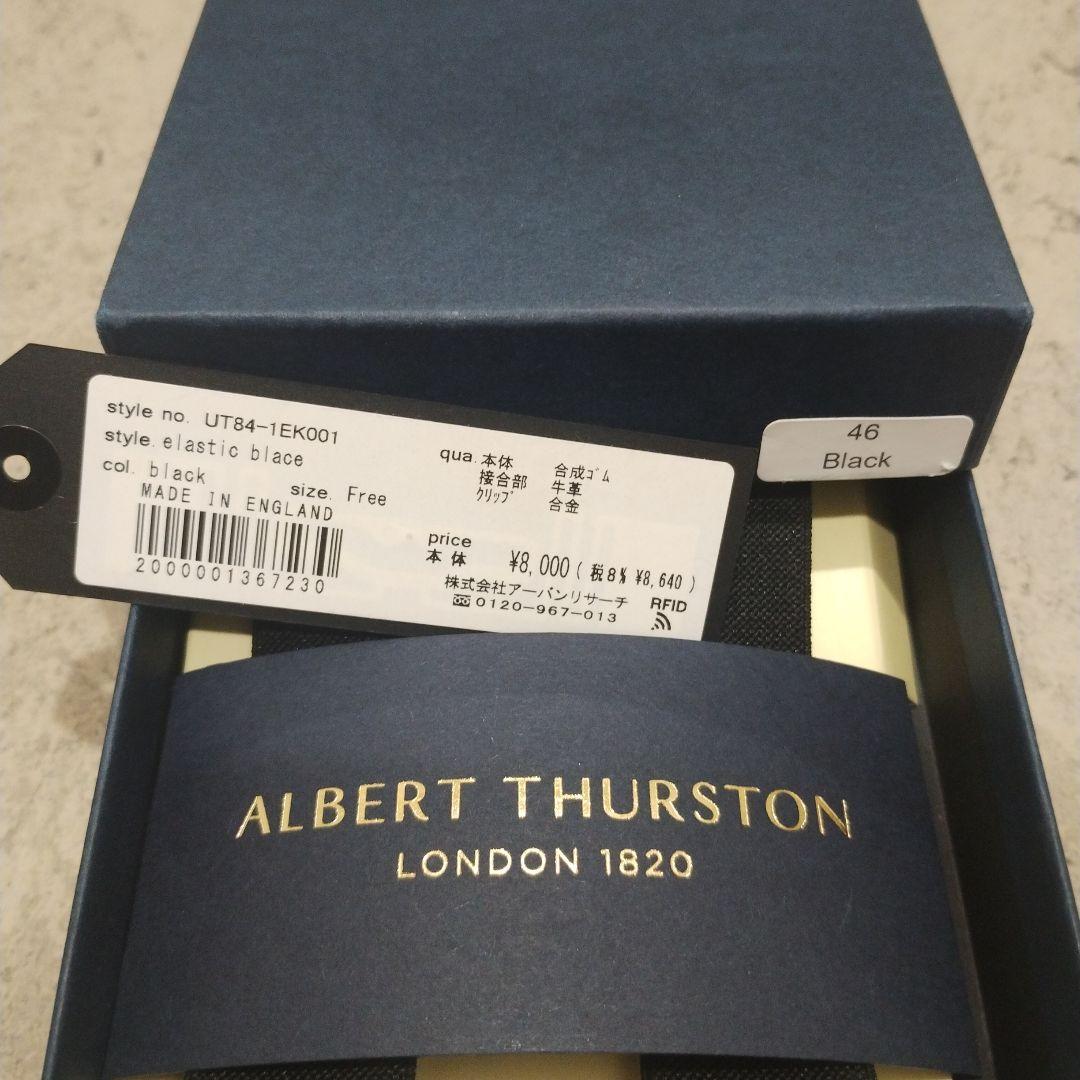 style no. UT84-1EK001
style. elastic blace
col. black
size. Free
MADE IN ENGLAND
2000001367230
qua. 本体 合成ゴム
接合部 牛革
クリップ 合金
price
本体 ¥8,000 ( 税8% ¥8,640 )
株式会社アーバンリサーチ
0120-967-013
RFID
46
Black
ALBERT THURSTON
LONDON 1820